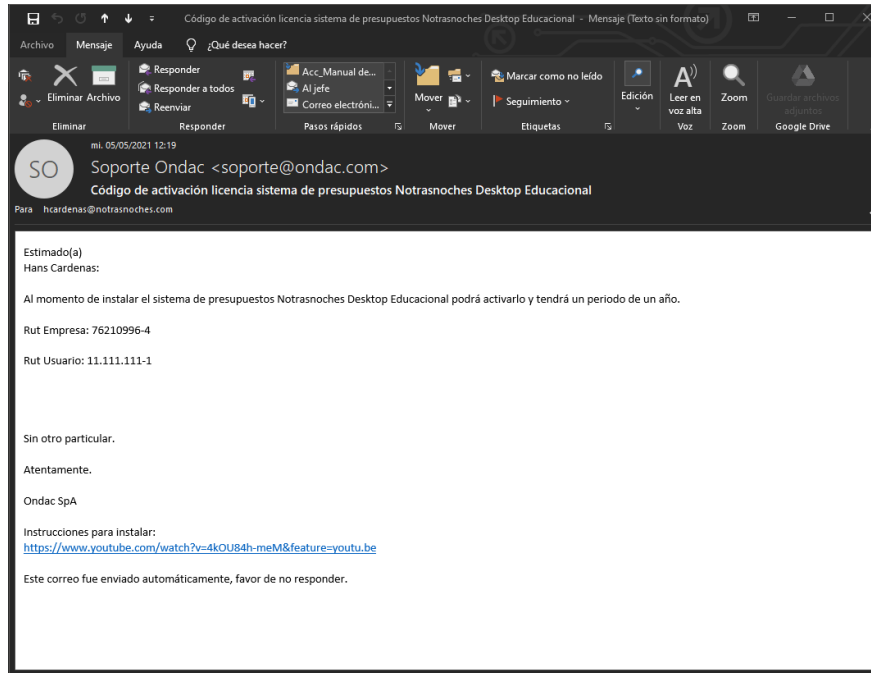 Código de activación licencia sistema de presupuestos Notrasnoches Desktop Educacional - Mensaje (Texto sin formato)
Archivo Mensaje Ayuda ¿Qué desea hacer?
Eliminar Archivo
Eliminar
Responder
Responder a todos
Reenviar
Responder
Acc_Manual de...
Al jefe
Correo electróni...
Pasos rápidos
Mover
Mover
Marcar como no leído
Seguimiento
Etiquetas
Edición
Leer en
voz alta
Voz
Zoom
Zoom
Guardar archivos
adjuntos
Google Drive
mi. 05/05/2021 12:19
SO
Soporte Ondac <soporte@ondac.com>
Código de activación licencia sistema de presupuestos Notrasnoches Desktop Educacional
Para hcardenas@notrasnoches.com
Estimado(a)
Hans Cardenas:
Al momento de instalar el sistema de presupuestos Notrasnoches Desktop Educacional podrá activarlo y tendrá un periodo de un año.
Rut Empresa: 76210996-4
Rut Usuario: 11.111.111-1
Sin otro particular.
Atentamente.
Ondac SpA
Instrucciones para instalar:
https://www.youtube.com/watch?v=4kOU84h-meM&feature=youtu.be
Este correo fue enviado automáticamente, favor de no responder.